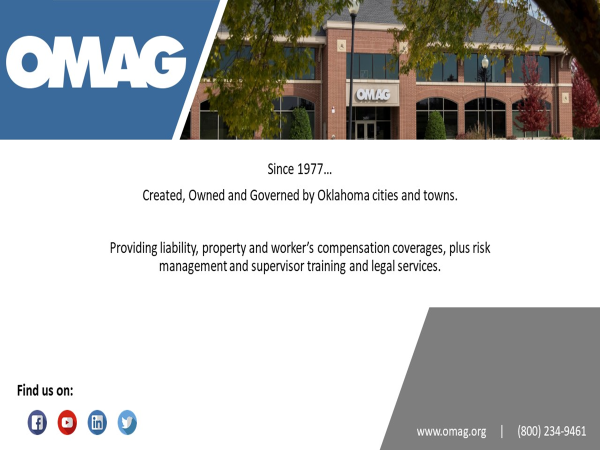 OMAG
OMAG
Since 1977...
Created, Owned and Governed by Oklahoma cities and towns.
Providing liability, property and worker's compensation coverages, plus risk
management and supervisor training and legal services.
Find us on:
www.omag.org | (800) 234-9461